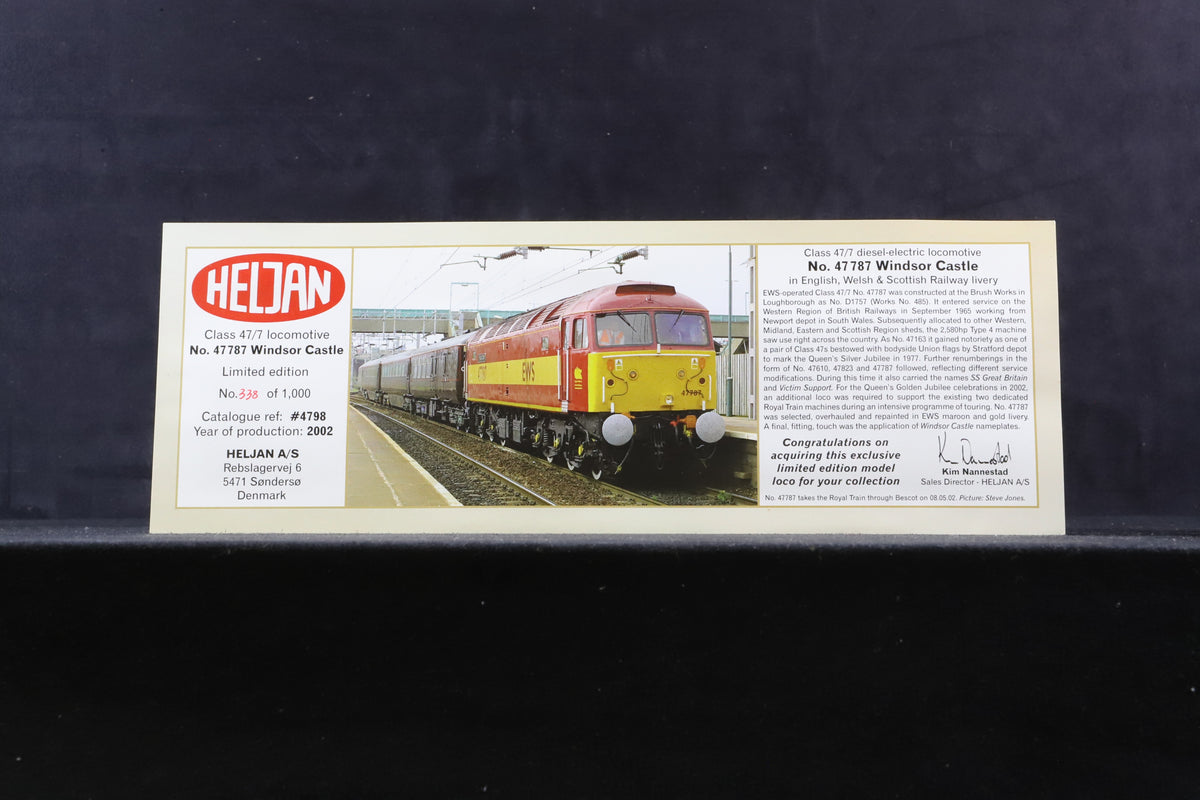 HELJAN
Class 47/7 locomotive
No. 47787 Windsor Castle
Limited edition
No. 338 of 1,000
Catalogue ref: #4798
Year of production: 2002
HELJAN A/S
Rebslagervej 6
5471 Søndersø
Denmark
47787
EWS
47787
Class 47/7 diesel-electric locomotive
No. 47787 Windsor Castle
in English, Welsh & Scottish Railway livery
EWS-operated Class 47/7 No. 47787 was constructed at the Brush Works in
Loughborough as No. D1757 (Works No. 485). It entered service on the
Western Region of British Railways in September 1965 working from
Newport depot in South Wales. Subsequently allocated to other Western,
Midland, Eastern and Scottish Region sheds, the 2,580hp Type 4 machine
saw use right across the country. As No. 47163 it gained notoriety as one of
a pair of Class 47s bestowed with bodyside Union flags by Stratford depot
to mark the Queen's Silver Jubilee in 1977. Further renumberings in the
form of No. 47610, 47823 and 47787 followed, reflecting different service
modifications. During this time it also carried the names SS Great Britain
and Victim Support. For the Queen's Golden Jubilee celebrations in 2002,
an additional loco was required to support the existing two dedicated
Royal Train machines during an intensive programme of touring. No. 47787
was selected, overhauled and repainted in EWS maroon and gold livery.
A final, fitting, touch was the application of Windsor Castle nameplates.
Congratulations on
acquiring this exclusive
limited edition model
loco for your collection
Kim Nannestad
Sales Director - HELJAN A/S
No. 47787 takes the Royal Train through Bescot on 08.05.02. Picture: Steve Jones.